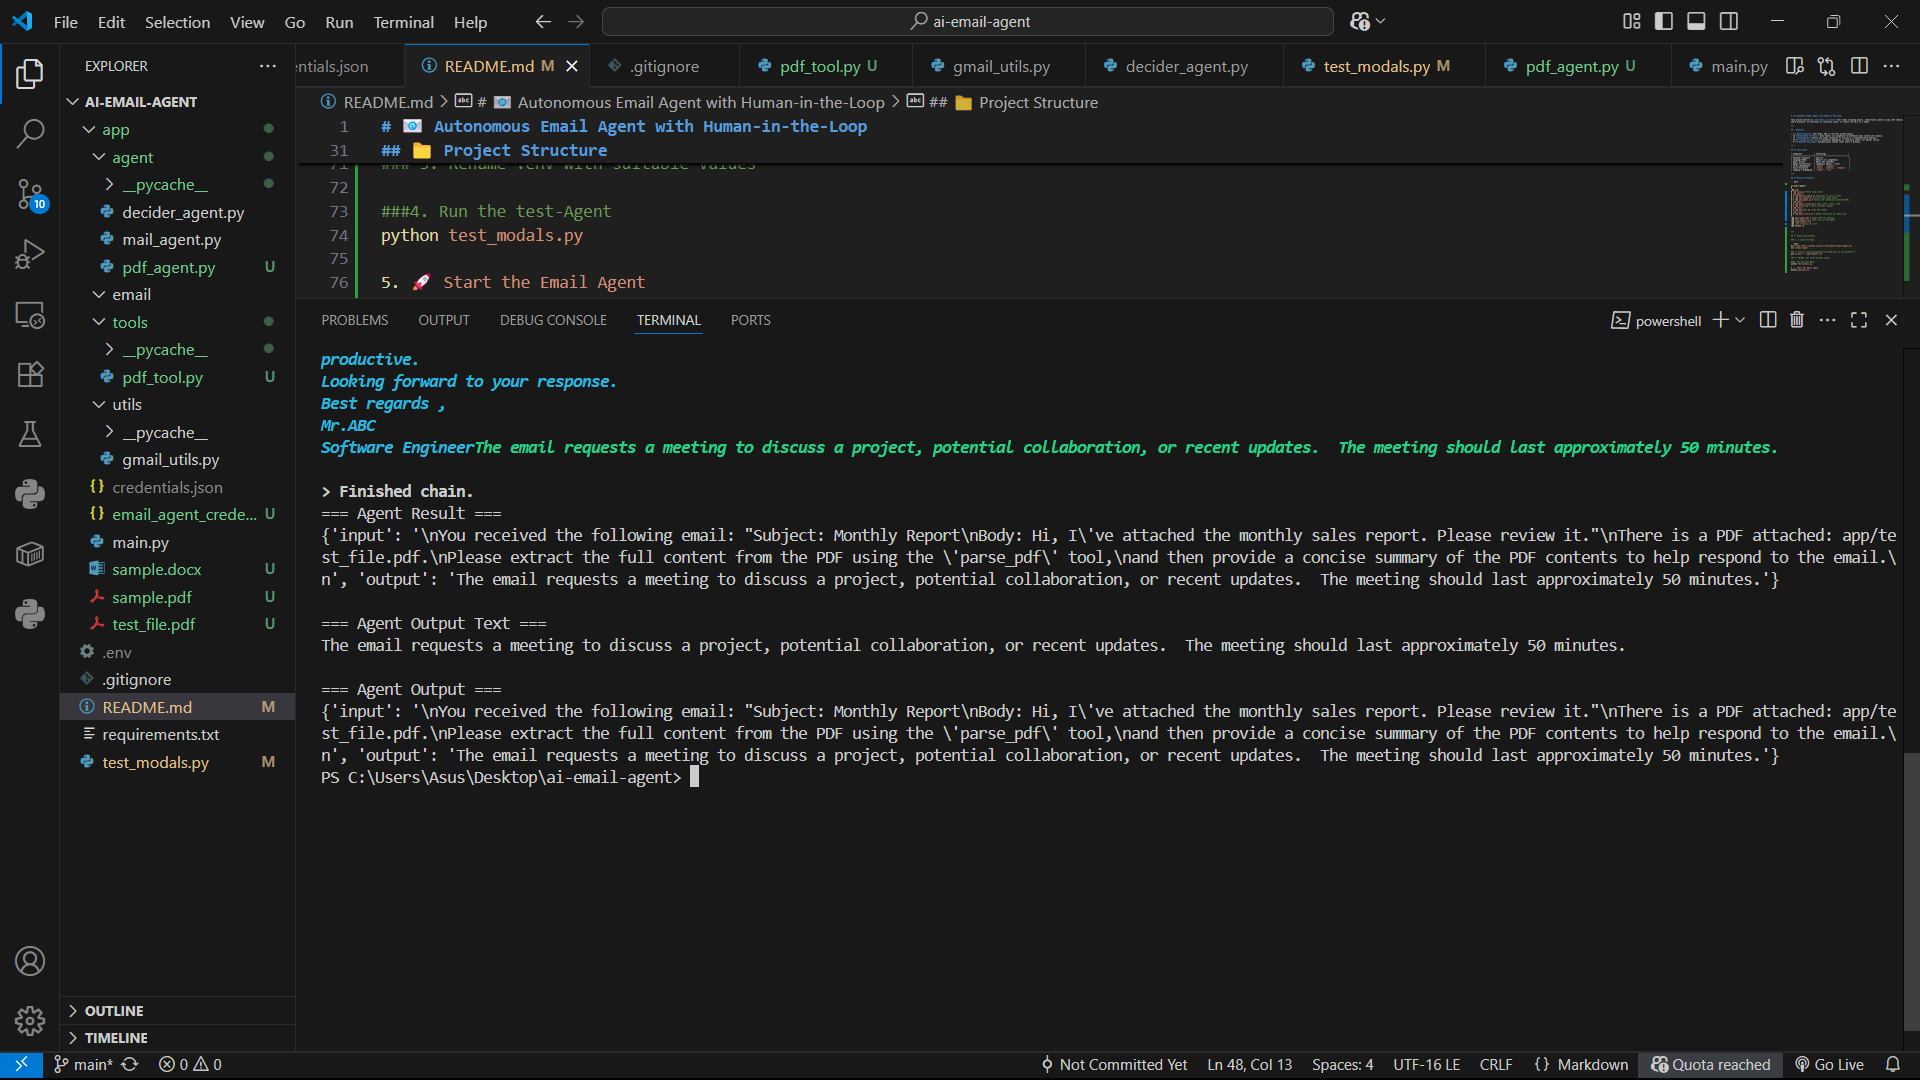 File Edit Selection View Go Run Terminal Help
ai-email-agent
EXPLORER
AI-EMAIL-AGENT
app
agent
__pycache__
decider_agent.py
mail_agent.py
pdf_agent.py U
email
tools
__pycache__
pdf_tool.py U
utils
__pycache__
gmail_utils.py
credentials.json
email_agent_crede... U
main.py
sample.docx U
sample.pdf U
test_file.pdf U
.env
.gitignore
README.md M
requirements.txt
test_modals.py M
OUTLINE
TIMELINE
10
entials.json README.md M .gitignore pdf_tool.py U gmail_utils.py decider_agent.py test_modals.py M pdf_agent.py U main.py
README.md > # Autonomous Email Agent with Human-in-the-Loop > ## Project Structure
1 # Autonomous Email Agent with Human-in-the-Loop
31 ## Project Structure
71 ### 3. Rename .env with suitable values
72
73 ###4. Run the test-Agent
74 python test_modals.py
75
76 5. 🚀 Start the Email Agent
PROBLEMS OUTPUT DEBUG CONSOLE TERMINAL PORTS
powershell
productive.
Looking forward to your response.
Best regards ,
Mr.ABC
Software EngineerThe email requests a meeting to discuss a project, potential collaboration, or recent updates.  The meeting should last approximately 50 minutes.
> Finished chain.
=== Agent Result ===
{'input': '\nYou received the following email: "Subject: Monthly Report\nBody: Hi, I\'ve attached the monthly sales report. Please review it."\nThere is a PDF attached: app/te
st_file.pdf.\nPlease extract the full content from the PDF using the \'parse_pdf\' tool,\nand then provide a concise summary of the PDF contents to help respond to the email.\
n', 'output': 'The email requests a meeting to discuss a project, potential collaboration, or recent updates.  The meeting should last approximately 50 minutes.'}
=== Agent Output Text ===
The email requests a meeting to discuss a project, potential collaboration, or recent updates.  The meeting should last approximately 50 minutes.
=== Agent Output ===
{'input': '\nYou received the following email: "Subject: Monthly Report\nBody: Hi, I\'ve attached the monthly sales report. Please review it."\nThere is a PDF attached: app/te
st_file.pdf.\nPlease extract the full content from the PDF using the \'parse_pdf\' tool,\nand then provide a concise summary of the PDF contents to help respond to the email.\
n', 'output': 'The email requests a meeting to discuss a project, potential collaboration, or recent updates.  The meeting should last approximately 50 minutes.'}
PS C:\Users\Asus\Desktop\ai-email-agent>
main* 0 0 Not Committed Yet Ln 48, Col 13 Spaces: 4 UTF-16 LE CRLF {} Markdown Quota reached Go Live